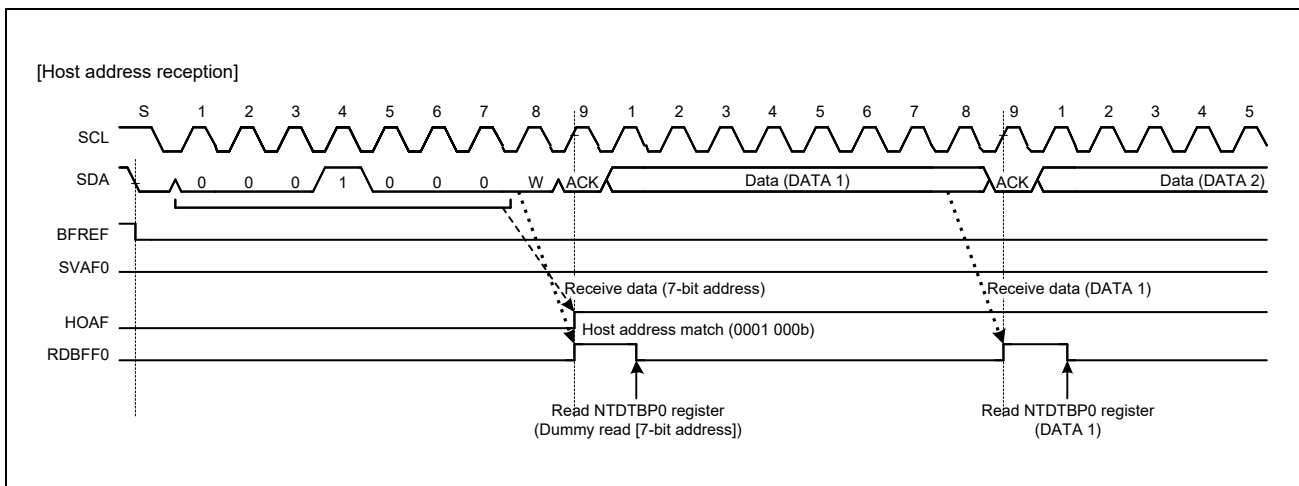 [Host address reception]
S 1 2 3 4 5 6 7 8 9 1 2 3 4 5 6 7 8 9 1 2 3 4 5
SCL
SDA 0 0 0 1 0 0 0 W ACK Data (DATA 1) ACK Data (DATA 2)
BFREF
SVAF0
Receive data (7-bit address) Receive data (DATA 1)
HOAF
Host address match (0001 000b)
RDBFF0
Read NTDTBP0 register Read NTDTBP0 register
(Dummy read [7-bit address]) (DATA 1)